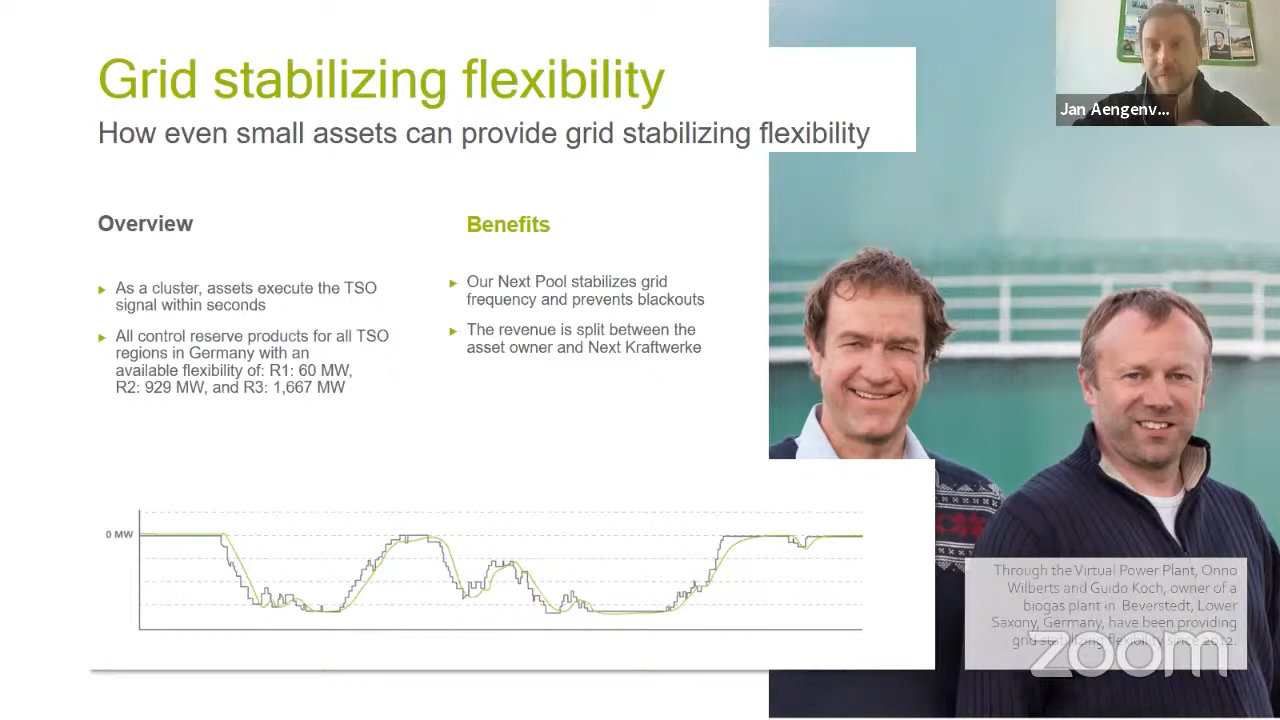 Grid stabilizing flexibility
How even small assets can provide grid stabilizing flexibility
Jan Aengenv...
Overview
As a cluster, assets execute the TSO
signal within seconds
All control reserve products for all TSO
regions in Germany with an
available flexibility of: R1: 60 MW,
R2: 929 MW, and R3: 1,667 MW
Benefits
Our Next Pool stabilizes grid
frequency and prevents blackouts
The revenue is split between the
asset owner and Next Kraftwerke
0 MW
Through the Virtual Power Plant, Onno
Wilberts and Guido Koch, owner of a
biogas plant in Beverstedt, Lower
Saxony, Germany, have been providing
grid stabilizing flexibility since 2012.
zoom